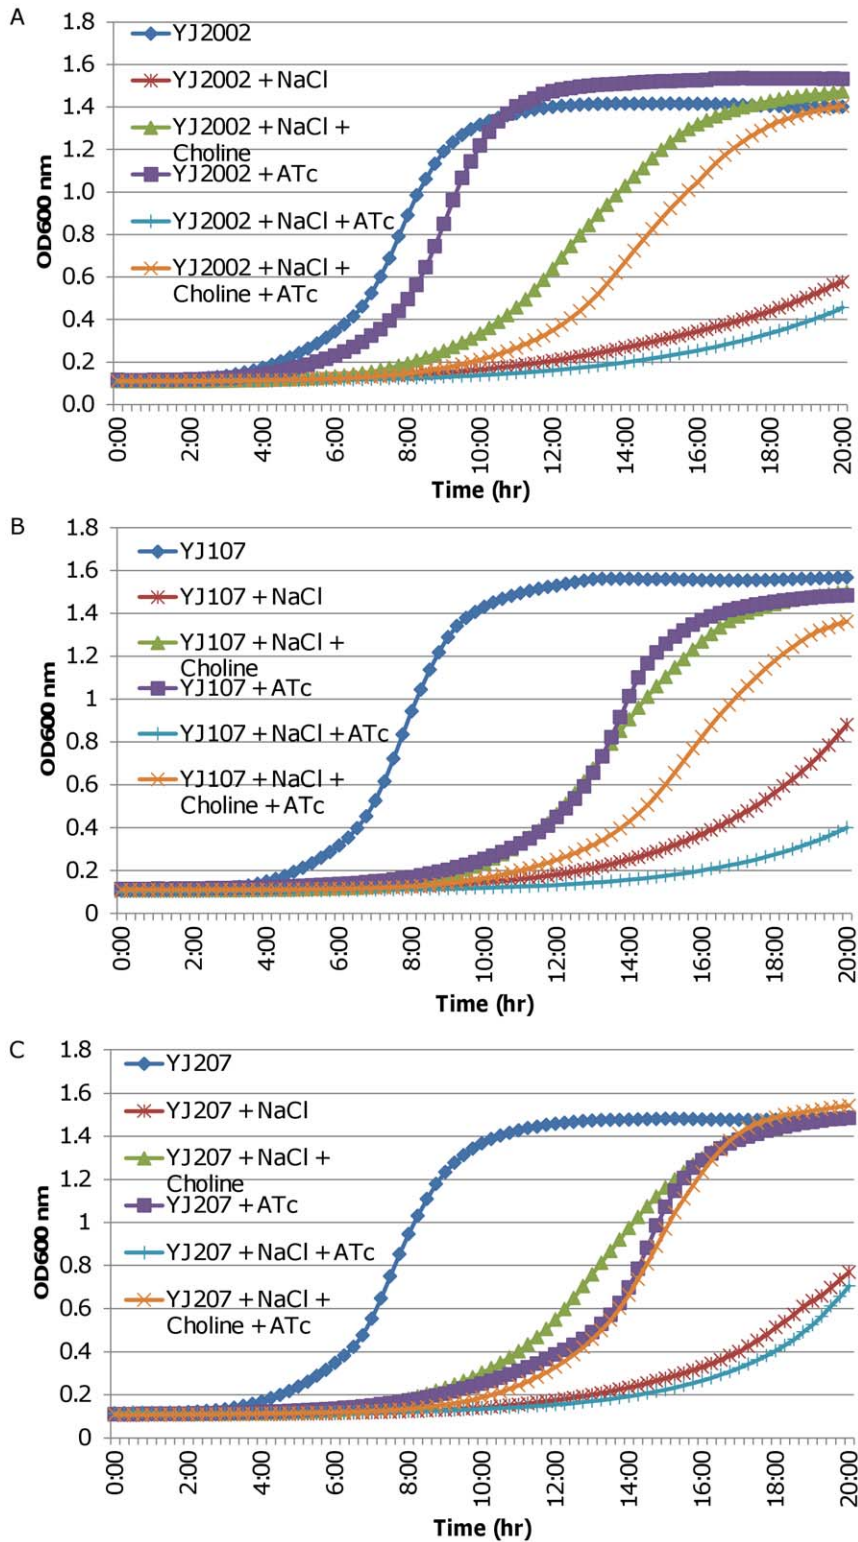 A
1.8
1.6
1.4
1.2
1.0
0.8
0.6
0.4
0.2
0.0
OD600 nm
YJ2002
YJ2002 + NaCl
YJ2002 + NaCl +
Choline
YJ2002 + ATc
YJ2002 + NaCl + ATc
YJ2002 + NaCl +
Choline + ATc
0:00 2:00 4:00 6:00 8:00 10:00 12:00 14:00 16:00 18:00 20:00
Time (hr)
B
1.8
1.6
1.4
1.2
1
0.8
0.6
0.4
0.2
0
OD600 nm
YJ107
YJ107 + NaCl
YJ107 + NaCl +
Choline
YJ107 + ATc
YJ107 + NaCl + ATc
YJ107 + NaCl +
Choline + ATc
0:00 2:00 4:00 6:00 8:00 10:00 12:00 14:00 16:00 18:00 20:00
Time (hr)
C
1.8
1.6
1.4
1.2
1
0.8
0.6
0.4
0.2
0
OD600 nm
YJ207
YJ207 + NaCl
YJ207 + NaCl +
Choline
YJ207 + ATc
YJ207 + NaCl + ATc
YJ207 + NaCl +
Choline + ATc
0:00 2:00 4:00 6:00 8:00 10:00 12:00 14:00 16:00 18:00 20:00
Time (hr)